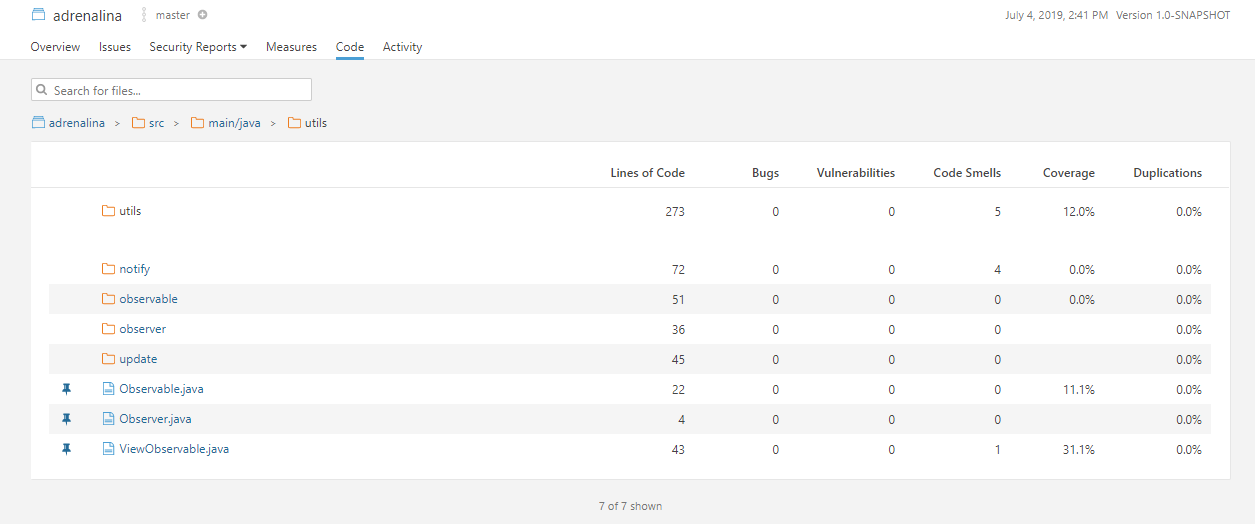 adrenalina master July 4, 2019, 2:41 PM Version 1.0-SNAPSHOT
Overview Issues Security Reports Measures Code Activity
Search for files...
adrenalina > src > main/java > utils
Lines of Code Bugs Vulnerabilities Code Smells Coverage Duplications
utils 273 0 0 5 12.0% 0.0%
notify 72 0 0 4 0.0% 0.0%
observable 51 0 0 0 0.0% 0.0%
observer 36 0 0 0 0.0%
update 45 0 0 0 0.0%
Observable.java 22 0 0 0 11.1% 0.0%
Observer.java 4 0 0 0 0.0%
ViewObservable.java 43 0 0 1 31.1% 0.0%
7 of 7 shown